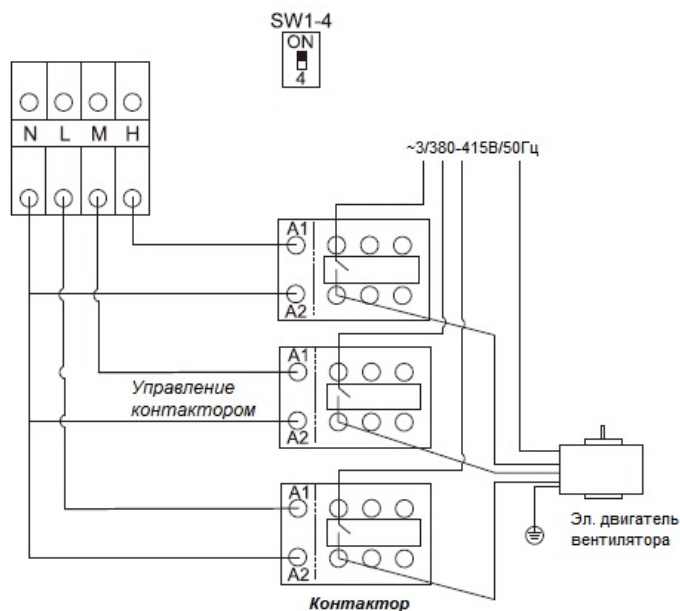 SW1-4
ON
4
N L M H
~3/380-415В/50Гц
A1
A2
A1
Управление
контактором
A2
A1
A2
Эл. двигатель
вентилятора
Контактор